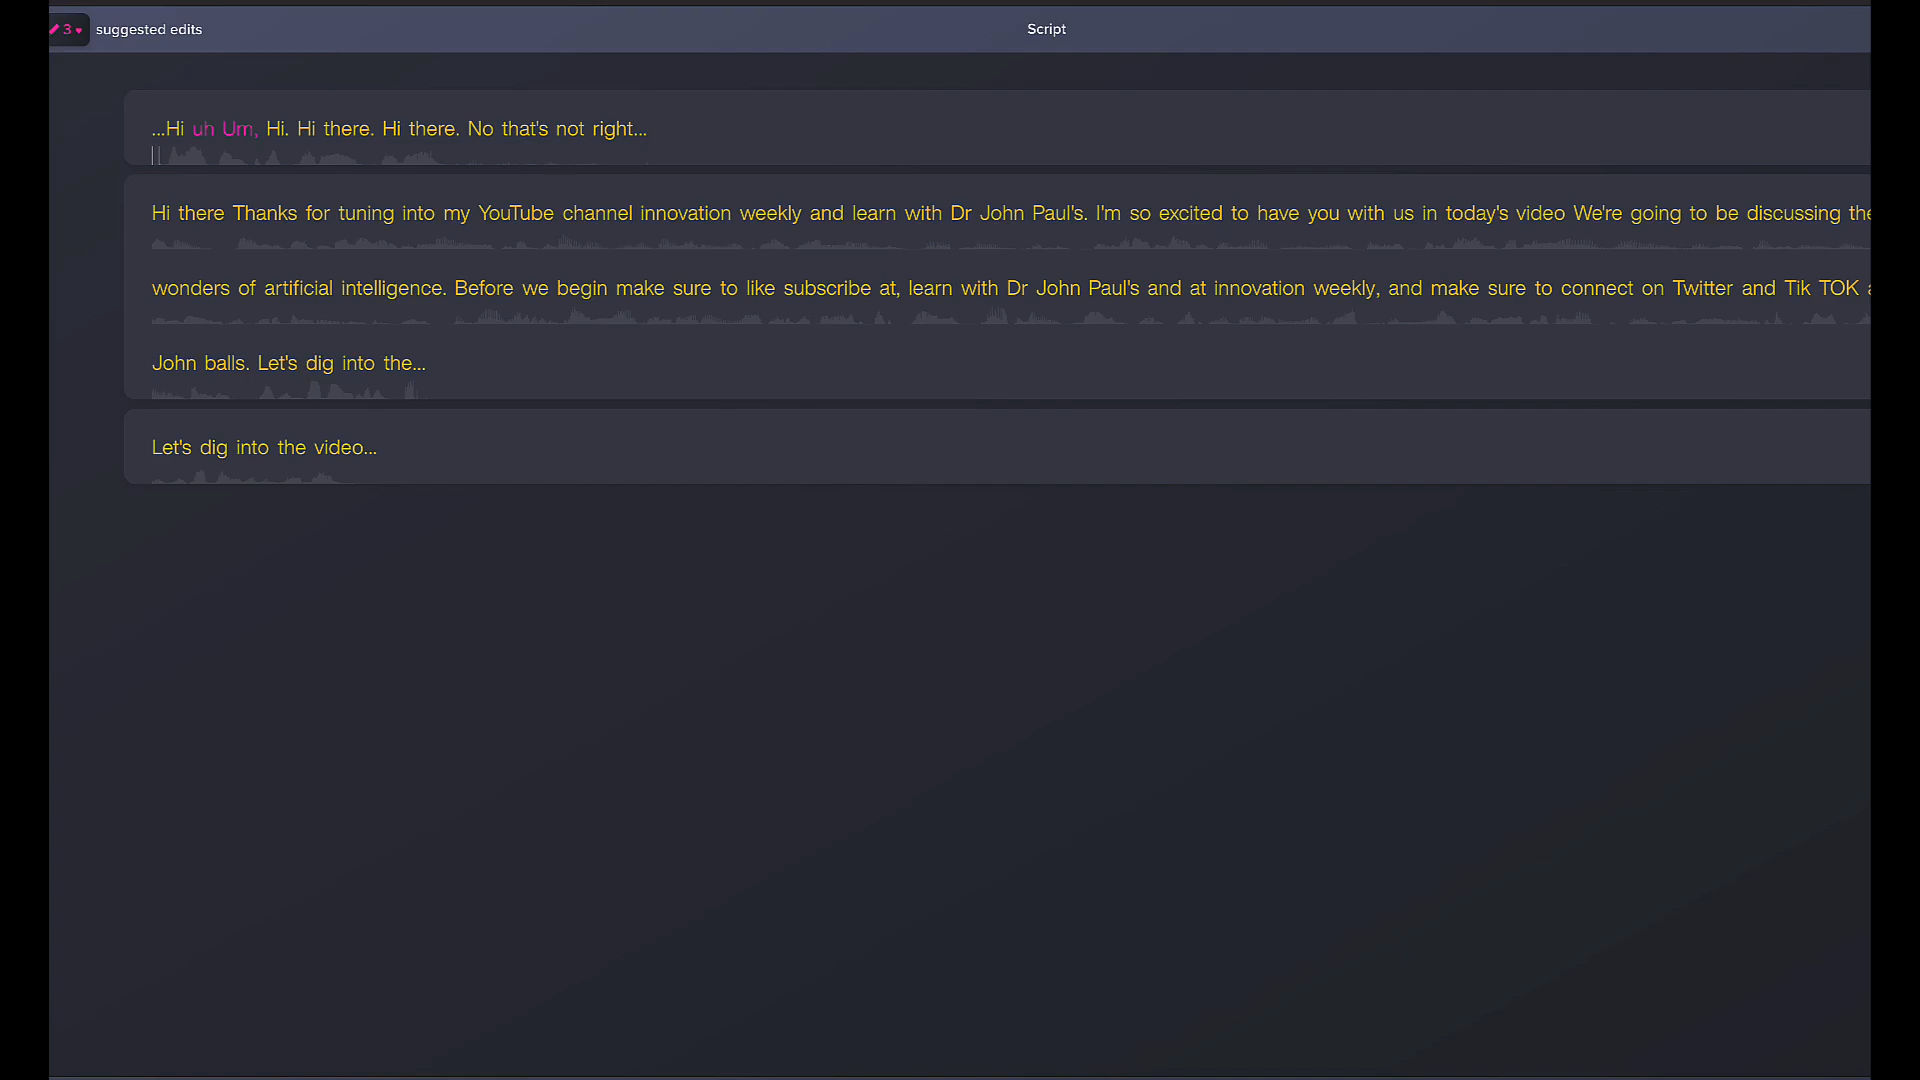 3 suggested edits
Script
...Hi uh Um, Hi. Hi there. Hi there. No that's not right...
Hi there Thanks for tuning into my YouTube channel innovation weekly and learn with Dr John Paul's. I'm so excited to have you with us in today's video We're going to be discussing the
wonders of artificial intelligence. Before we begin make sure to like subscribe at, learn with Dr John Paul's and at innovation weekly, and make sure to connect on Twitter and Tik TOK
John balls. Let's dig into the...
Let's dig into the video...